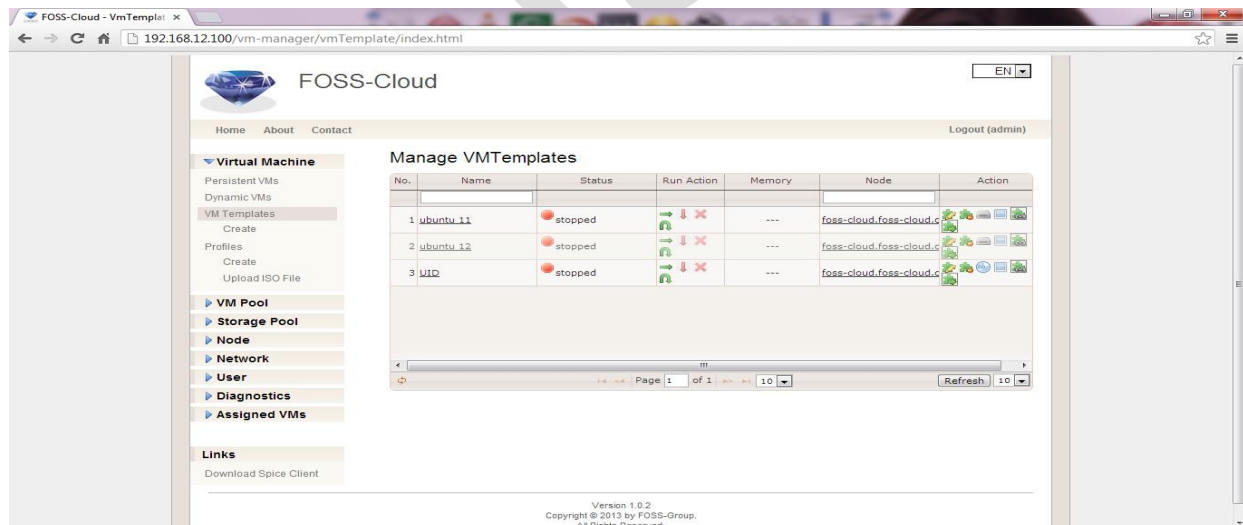 FOSS-Cloud - VmTemplat ×
192.168.12.100/vm-manager/vmTemplate/index.html
FOSS-Cloud
EN
Home About Contact Logout (admin)
Virtual Machine
Persistent VMs
Dynamic VMs
VM Templates
Create
Profiles
Create
Upload ISO File
VM Pool
Storage Pool
Node
Network
User
Diagnostics
Assigned VMs
Links
Download Spice Client
Manage VMTemplates
No. Name Status Run Action Memory Node Action
1 ubuntu 11 stopped --- foss-cloud.foss-cloud.c
2 ubuntu 12 stopped --- foss-cloud.foss-cloud.c
3 UID stopped --- foss-cloud.foss-cloud.c
Page 1 of 1 10 Refresh 10
Version 1.0.2
Copyright © 2013 by FOSS-Group.
All Rights Reserved.